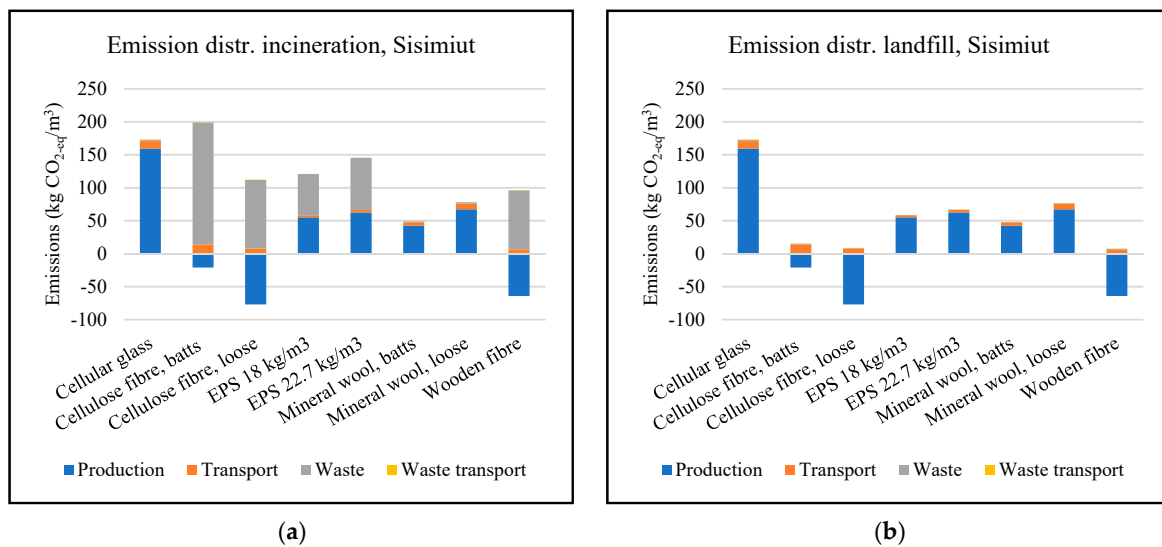 Emission distr. incineration, Sisimiut
Emissions (kg CO2-eq/m³)
250
200
150
100
50
0
-50
-100
Cellular glass
Cellulose fibre, batts
Cellulose fibre, loose
EPS 18 kg/m3
EPS 22.7 kg/m3
Mineral wool, batts
Mineral wool, loose
Wooden fibre
Production Transport Waste Waste transport
(a)
Emission distr. landfill, Sisimiut
Emissions (kg CO2-eq/m³)
250
200
150
100
50
0
-50
-100
Cellular glass
Cellulose fibre, batts
Cellulose fibre, loose
EPS 18 kg/m3
EPS 22.7 kg/m3
Mineral wool, batts
Mineral wool, loose
Wooden fibre
Production Transport Waste Waste transport
(b)